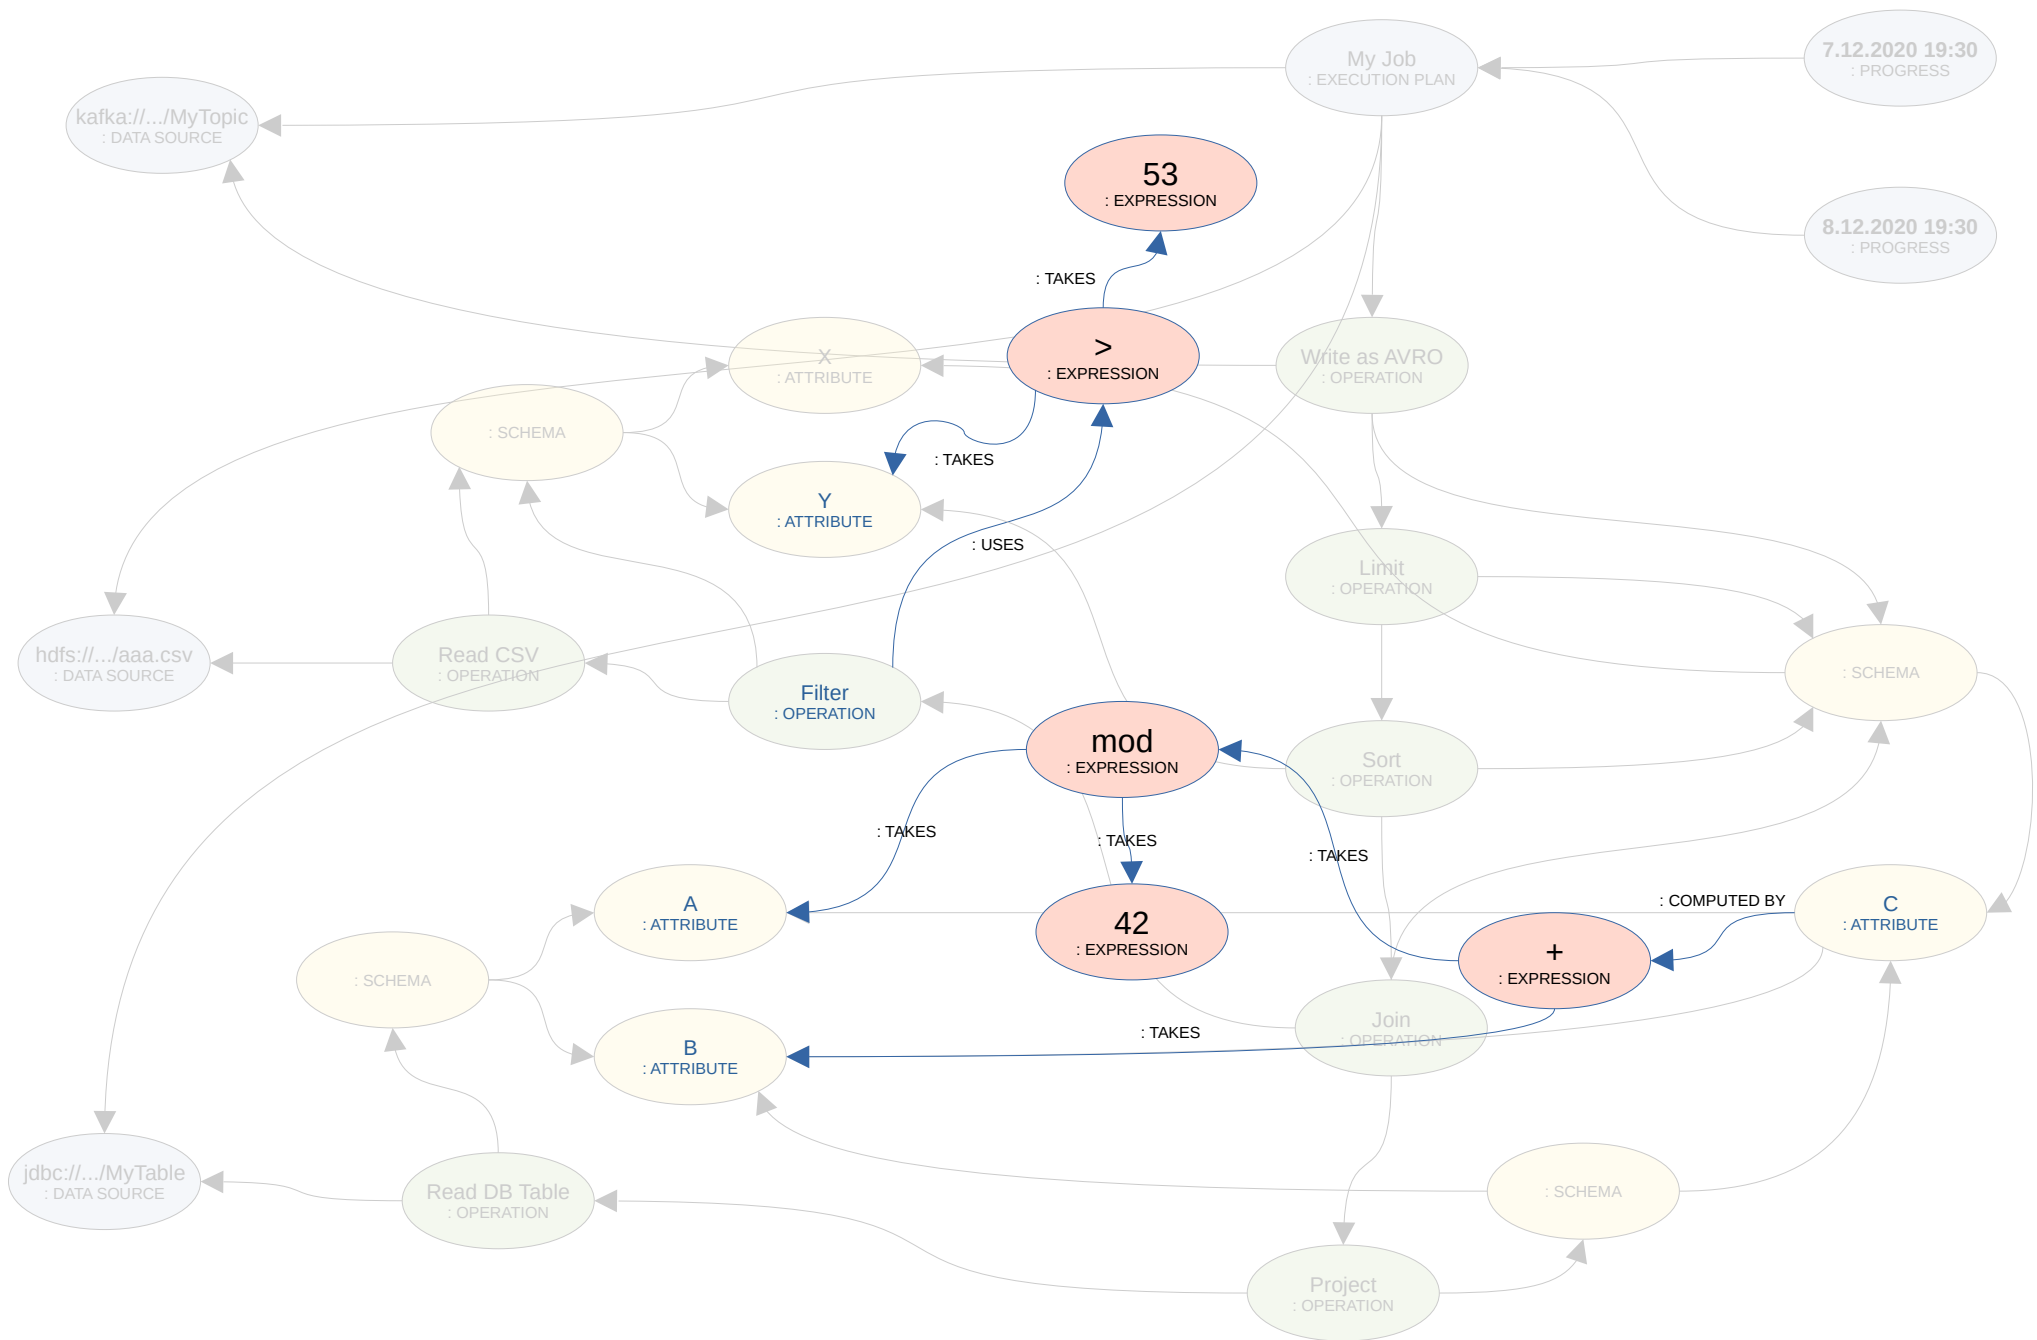 My Job
: EXECUTION PLAN
7.12.2020 19:30
: PROGRESS
kafka://.../MyTopic
: DATA SOURCE
53
: EXPRESSION
8.12.2020 19:30
: PROGRESS
: TAKES
>
: EXPRESSION
X
: ATTRIBUTE
Write as AVRO
: OPERATION
: SCHEMA
: TAKES
Y
: ATTRIBUTE
: USES
Limit
: OPERATION
hdfs://.../aaa.csv
: DATA SOURCE
Read CSV
: OPERATION
Filter
: OPERATION
: SCHEMA
mod
: EXPRESSION
Sort
: OPERATION
: TAKES
: TAKES
: TAKES
A
: ATTRIBUTE
42
: EXPRESSION
: COMPUTED BY
C
: ATTRIBUTE
+
: EXPRESSION
: SCHEMA
: TAKES
Join
: OPERATION
B
: ATTRIBUTE
jdbc://.../MyTable
: DATA SOURCE
Read DB Table
: OPERATION
: SCHEMA
Project
: OPERATION